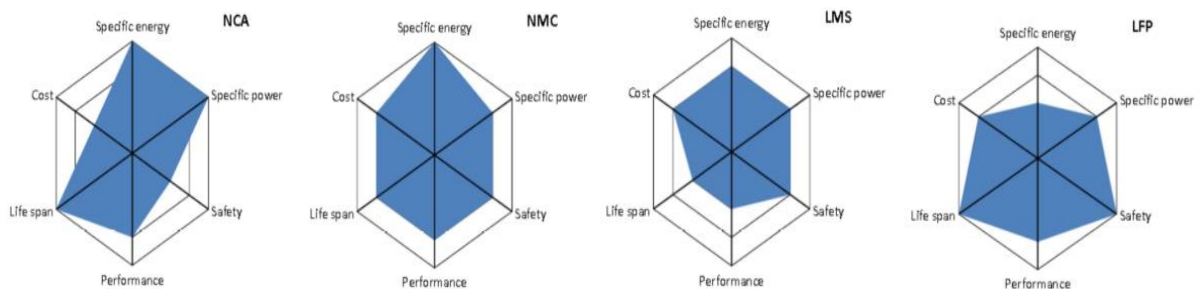 NCA
Specific energy
Cost
Specific power
Life span
Safety
Performance
NMC
Specific energy
Cost
Specific power
Life span
Safety
Performance
LMS
Specific energy
Cost
Specific power
Life span
Safety
Performance
LFP
Specific energy
Cost
Specific power
Life span
Safety
Performance